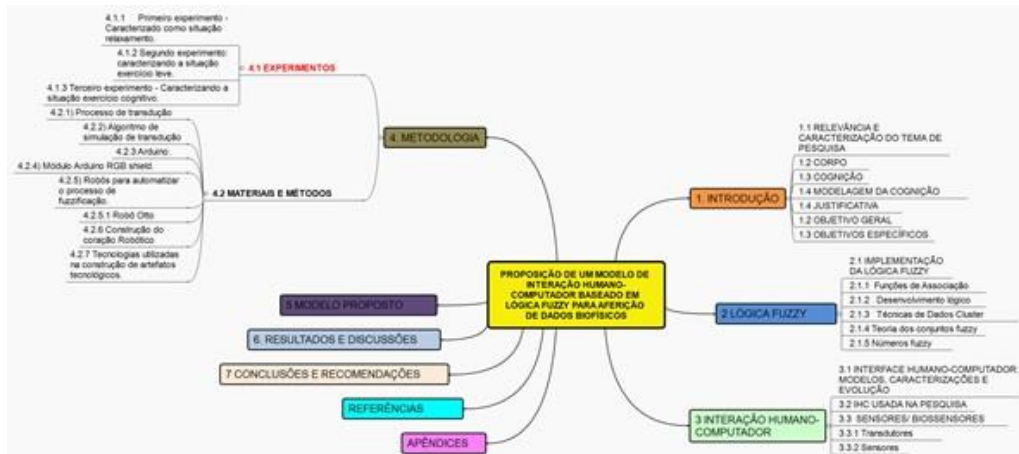 PROPOSIÇÃO DE UM MODELO DE
INTERAÇÃO HUMANO-
COMPUTADOR BASEADO EM
LÓGICA FUZZY PARA AFERIÇÃO
DE DADOS BIOFÍSICOS
1. INTRODUÇÃO
1.1 RELEVÂNCIA E
CARACTERIZAÇÃO DO TEMA DE
PESQUISA
1.2 CORPO
1.3 COGNIÇÃO
1.4 MODELAGEM DA COGNIÇÃO
1.4 JUSTIFICATIVA
1.2 OBJETIVO GERAL
1.3 OBJETIVOS ESPECÍFICOS
2 LÓGICA FUZZY
2.1 IMPLEMENTAÇÃO
DA LÓGICA FUZZY
2.1.1 Funções de Associação
2.1.2 Desenvolvimento lógico
2.1.3 Técnicas de Dados Cluster
2.1.4 Teoria dos conjuntos fuzzy
2.1.5 Números fuzzy
3 INTERAÇÃO HUMANO-
COMPUTADOR
3.1 INTERFACE HUMANO-COMPUTADOR:
MODELOS, CARACTERIZAÇÕES E
EVOLUÇÃO
3.2 IHC USADA NA PESQUISA
3.3 SENSORES/ BIOSSENSORES
3.3.1 Transdutores
3.3.2 Sensores
4. METODOLOGIA
4.1 EXPERIMENTOS
4.1.1 Primeiro experimento -
Caracterizado como situação
relaxamento.
4.1.2 Segundo experimento:
caracterizando a situação
exercício leve.
4.1.3 Terceiro experimento - Caracterizando a
situação exercício cognitivo.
4.2 MATERIAIS E MÉTODOS
4.2.1) Processo de transdução
4.2.2) Algoritmo de
simulação de transdução
4.2.3 Arduino.
4.2.4) Módulo Arduino RGB shield.
4.2.5) Robôs para automatizar
o processo de
fuzzificação.
4.2.5.1 Robô Otto
4.2.6 Construção do
coração Robótico
4.2.7 Tecnologias utilizadas
na construção de artefatos
tecnológicos.
5 MODELO PROPOSTO
6. RESULTADOS E DISCUSSÕES
7 CONCLUSÕES E RECOMENDAÇÕES
REFERÊNCIAS
APÊNDICES